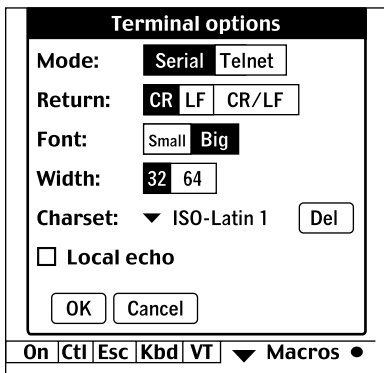 Terminal options
Mode: Serial Telnet
Return: CR LF CR/LF
Font: Small Big
Width: 32 64
Charset: ISO-Latin 1 Del
Local echo
OK Cancel
On Ctl Esc Kbd VT Macros